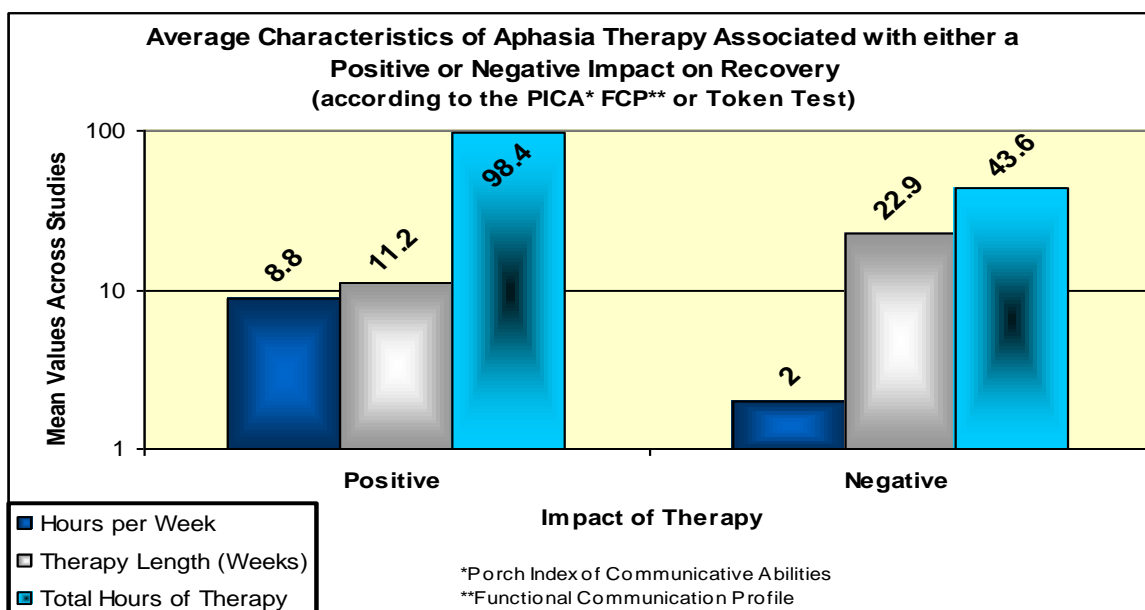 Average Characteristics of Aphasia Therapy Associated with either a
Positive or Negative Impact on Recovery
(according to the PICA* FCP** or Token Test)
Mean Values Across Studies
100
10
1
8.8
11.2
98.4
2
22.9
43.6
Positive
Negative
Impact of Therapy
Hours per Week
Therapy Length (Weeks)
Total Hours of Therapy
*Porch Index of Communicative Abilities
**Functional Communication Profile